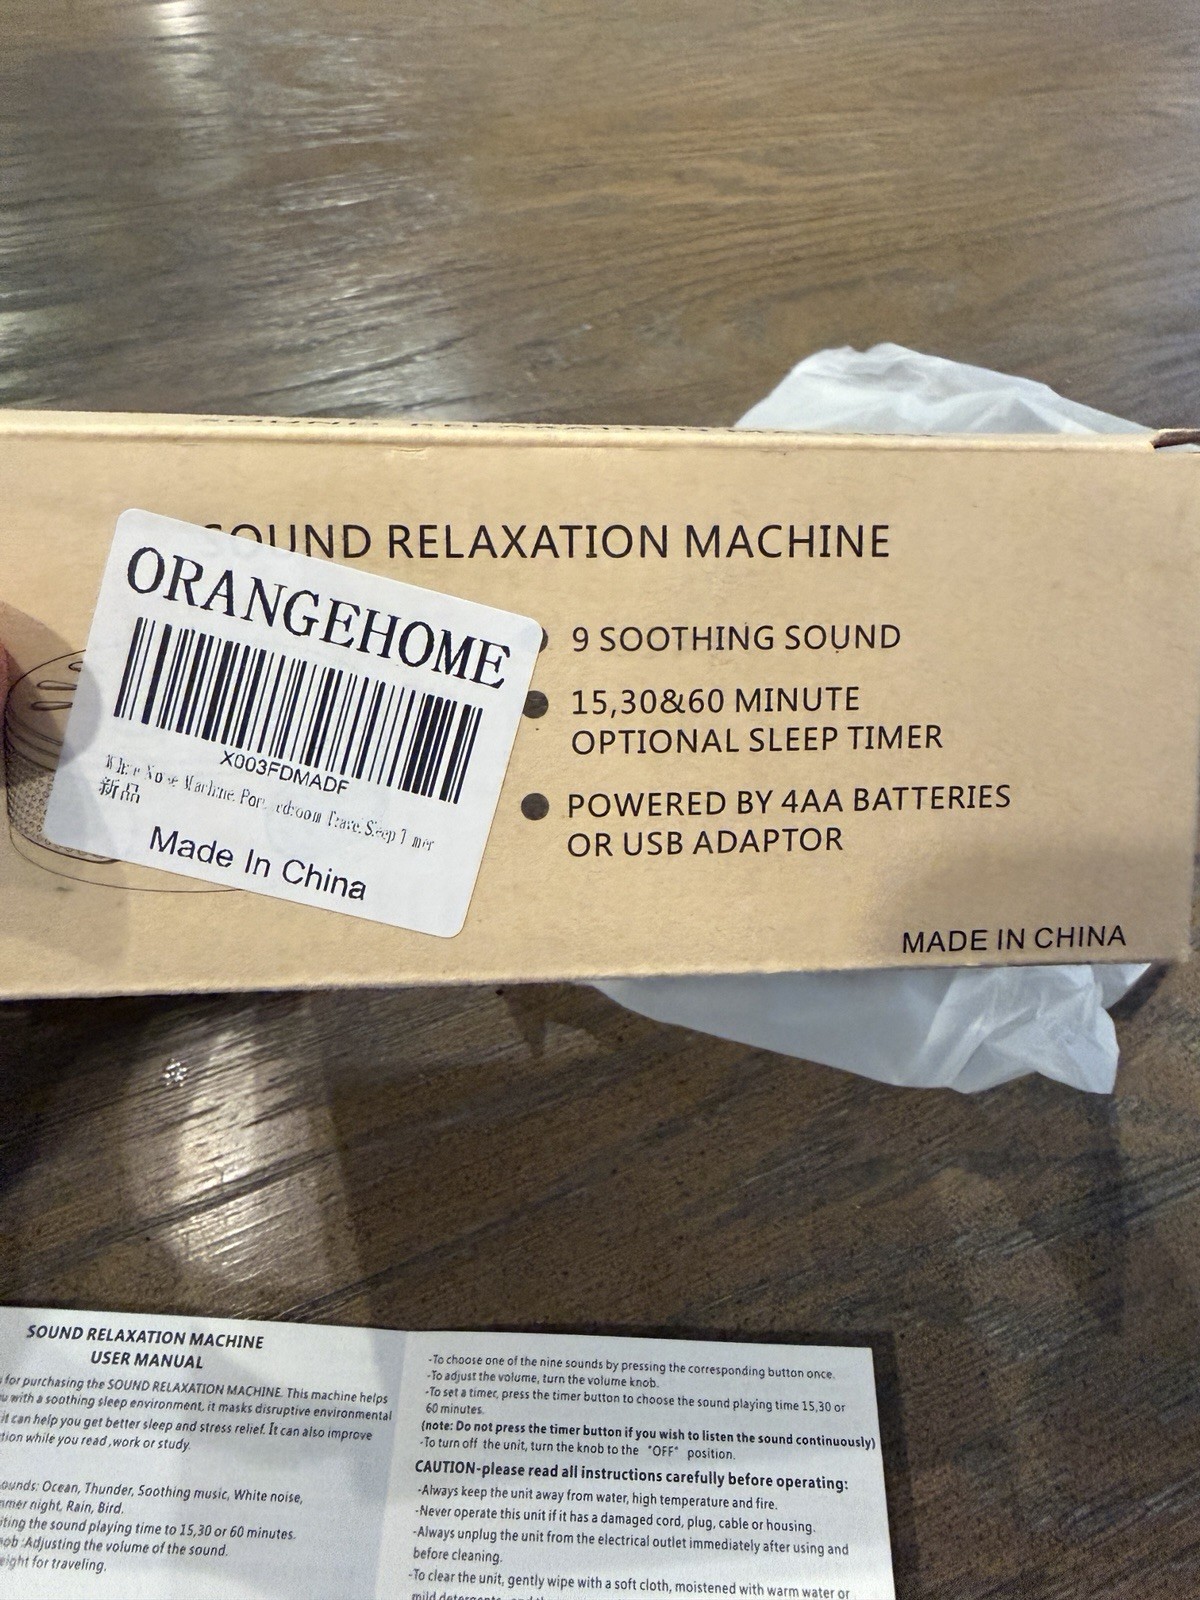 SOUND RELAXATION MACHINE
ORANGEHOME
X003FDMADF
Machine
Sleep
新品
Made In China
9 SOOTHING SOUND
15,30&60 MINUTE
OPTIONAL SLEEP TIMER
POWERED BY 4AA BATTERIES
OR USB ADAPTOR
MADE IN CHINA
SOUND RELAXATION MACHINE
USER MANUAL
for purchasing the SOUND RELAXATION MACHINE. This machine helps
with a soothing sleep environment, it masks disruptive environmental
it can help you get better sleep and stress relief. It can also improve
while you read ,work or study.
Ocean, Thunder, Soothing music, White noise,
night, Rain, Bird.
the sound playing time to 15,30 or 60 minutes.
:Adjusting the volume of the sound.
for traveling.
-To choose one of the nine sounds by pressing the corresponding button once.
-To adjust the volume, turn the volume knob.
-To set a timer, press the timer button to choose the sound playing time 15,30 or
60 minutes.
(note: Do not press the timer button if you wish to listen the sound continuously)
-To turn off the unit, turn the knob to the "OFF" position.
CAUTION-please read all instructions carefully before operating:
-Always keep the unit away from water, high temperature and fire.
-Never operate this unit if it has a damaged cord, plug, cable or housing.
-Always unplug the unit from the electrical outlet immediately after using and
before cleaning.
-To clear the unit, gently wipe with a soft cloth, moistened with warm water or